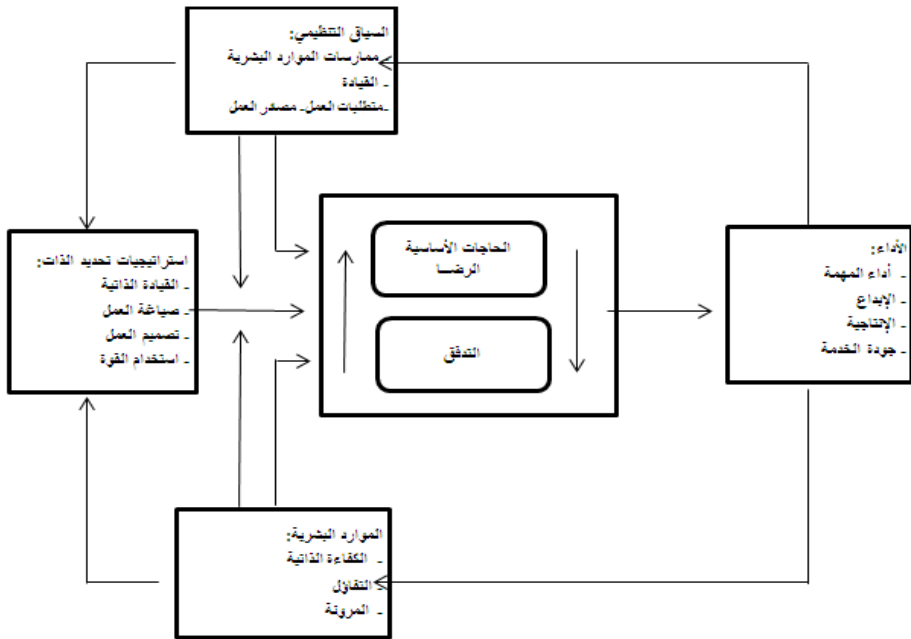 السياق التنظيمي:
ـ ممارسات الموارد البشرية
ـ القيادة
ـ متطلبات العمل ـ مصدر العمل
استراتيجيات تحديد الذات:
ـ القيادة الذاتية
ـ صياغة العمل
ـ تصميم العمل
ـ استخدام القوة
الحاجات الأساسية
الرضــا
التدفق
الأداء:
ـ أداء المهمة
ـ الإبداع
ـ الإنتاجية
ـ جودة الخدمة
الموارد البشرية:
ـ الكفاءة الذاتية
ـ التفاؤل
ـ المرونة